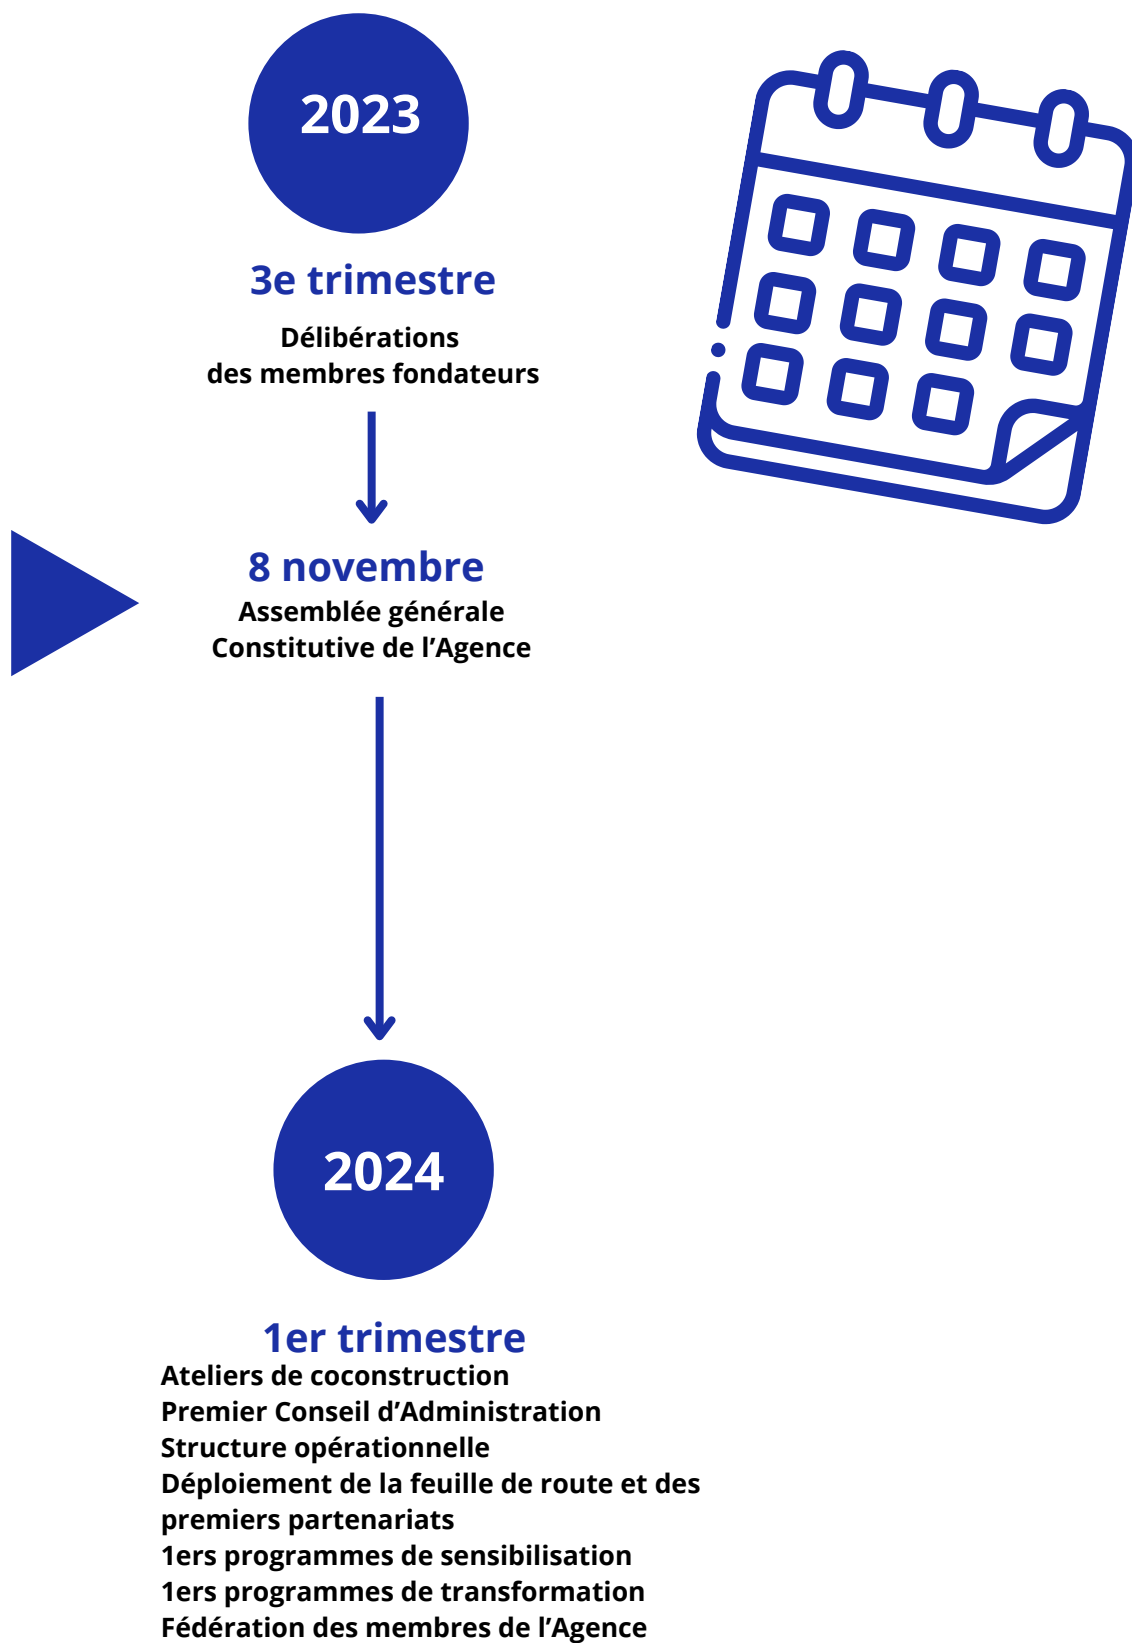 2023
3e trimestre
Délibérations
des membres fondateurs
8 novembre
Assemblée générale
Constitutive de l’Agence
2024
1er trimestre
Ateliers de coconstruction
Premier Conseil d’Administration
Structure opérationnelle
Déploiement de la feuille de route et des
premiers partenariats
1ers programmes de sensibilisation
1ers programmes de transformation
Fédération des membres de l’Agence